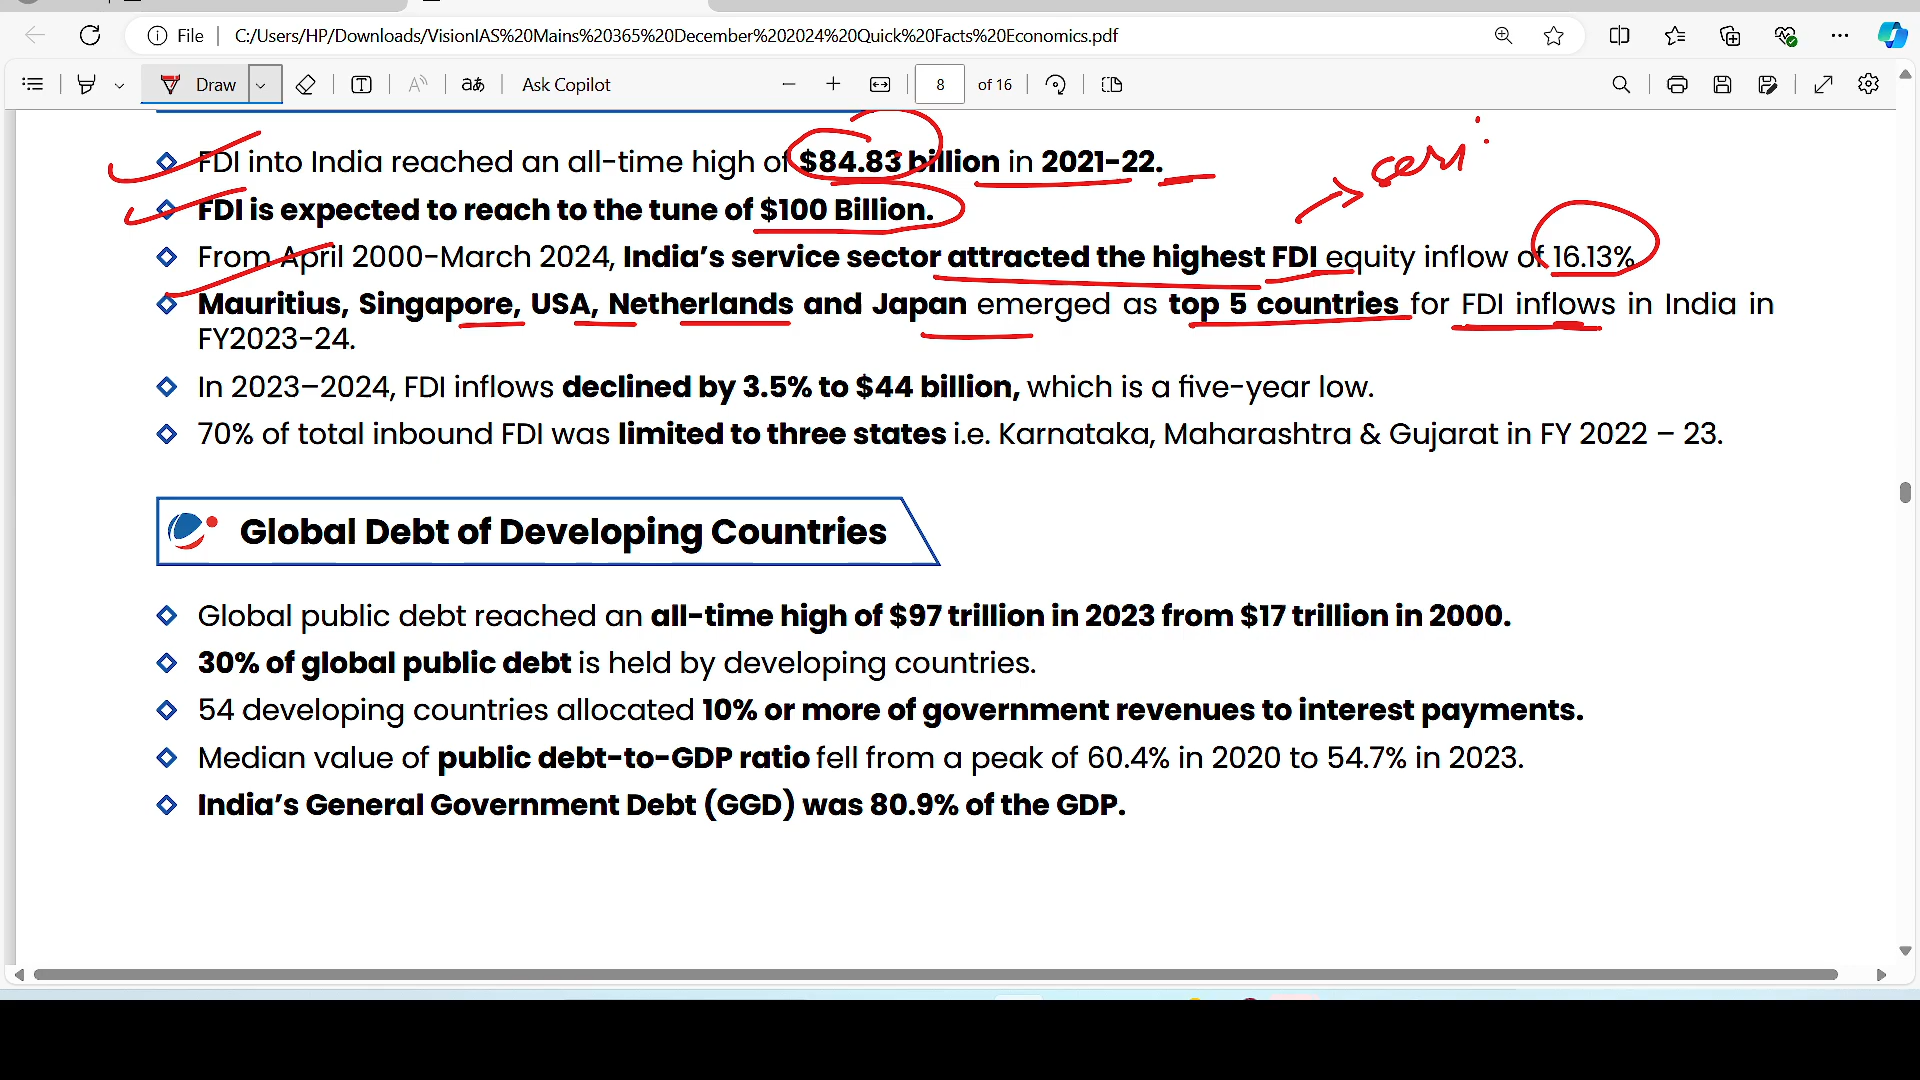 File
C:/Users/HP/Downloads/VisionIAS%20Mains%20365%20December%202024%20Quick%20Facts%20Economics.pdf
Draw
aあ
Ask Copilot
8 of 16
FDI into India reached an all-time high of $84.83 billion in 2021-22.
FDI is expected to reach to the tune of $100 Billion.
From April 2000-March 2024, India's service sector attracted the highest FDI equity inflow of 16.13%
Mauritius, Singapore, USA, Netherlands and Japan emerged as top 5 countries for FDI inflows in India in
FY2023-24.
In 2023–2024, FDI inflows declined by 3.5% to $44 billion, which is a five-year low.
70% of total inbound FDI was limited to three states i.e. Karnataka, Maharashtra & Gujarat in FY 2022 – 23.
Global Debt of Developing Countries
Global public debt reached an all-time high of $97 trillion in 2023 from $17 trillion in 2000.
30% of global public debt is held by developing countries.
54 developing countries allocated 10% or more of government revenues to interest payments.
Median value of public debt-to-GDP ratio fell from a peak of 60.4% in 2020 to 54.7% in 2023.
India's General Government Debt (GGD) was 80.9% of the GDP.